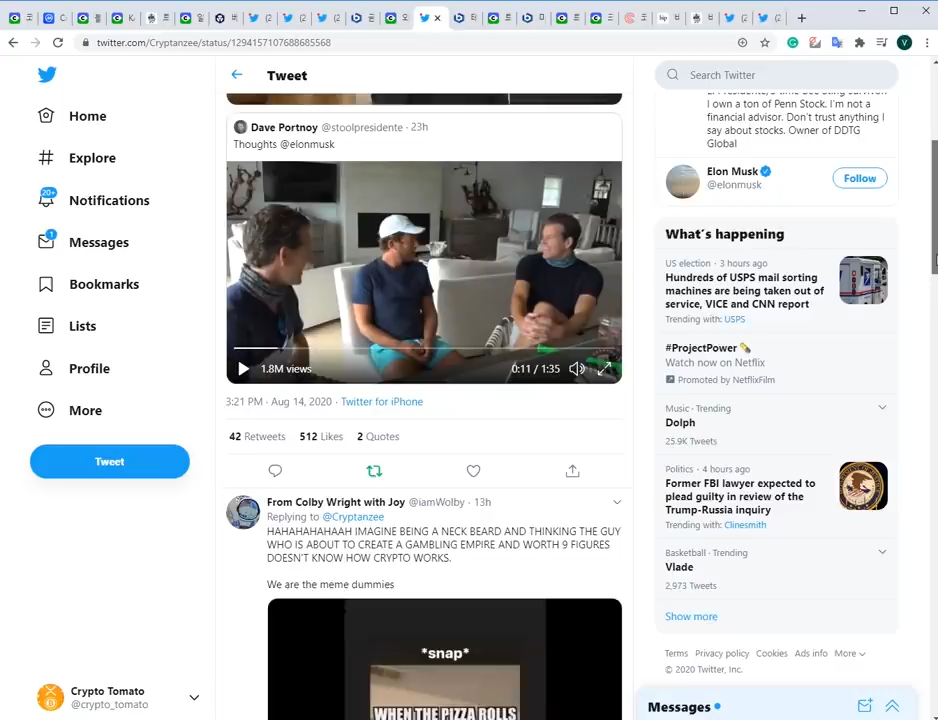 twitter.com/Cryptanzee/status/1294157107688685568
V
Tweet
Search Twitter
Home
Explore
20+
Notifications
1
Messages
Bookmarks
Lists
Profile
More
Tweet
Crypto Tomato
@crypto_tomato
Dave Portnoy @stoolpresidente · 23h
Thoughts @elonmusk
1.8M views
0:11 / 1:35
3:21 PM · Aug 14, 2020 · Twitter for iPhone
42 Retweets 512 Likes 2 Quotes
From Colby Wright with Joy @iamWolby · 13h
Replying to @Cryptanzee
HAHAHAHAHAAH IMAGINE BEING A NECK BEARD AND THINKING THE GUY
WHO IS ABOUT TO CREATE A GAMBLING EMPIRE AND WORTH 9 FIGURES
DOESN'T KNOW HOW CRYPTO WORKS.
We are the meme dummies
*snap*
WHEN THE PIZZA ROLLS
I own a ton of Penn Stock. I'm not a
financial advisor. Don't trust anything I
say about stocks. Owner of DDTG
Global
Elon Musk
@elonmusk
Follow
What's happening
US election · 3 hours ago
Hundreds of USPS mail sorting
machines are being taken out of
service, VICE and CNN report
Trending with: USPS
#ProjectPower
Watch now on Netflix
Promoted by NetflixFilm
Music · Trending
Dolph
25.9K Tweets
Politics · 4 hours ago
Former FBI lawyer expected to
plead guilty in review of the
Trump-Russia inquiry
Trending with: Clinesmith
Basketball · Trending
Vlade
2,973 Tweets
Show more
Terms Privacy policy Cookies Ads info More
© 2020 Twitter, Inc.
Messages